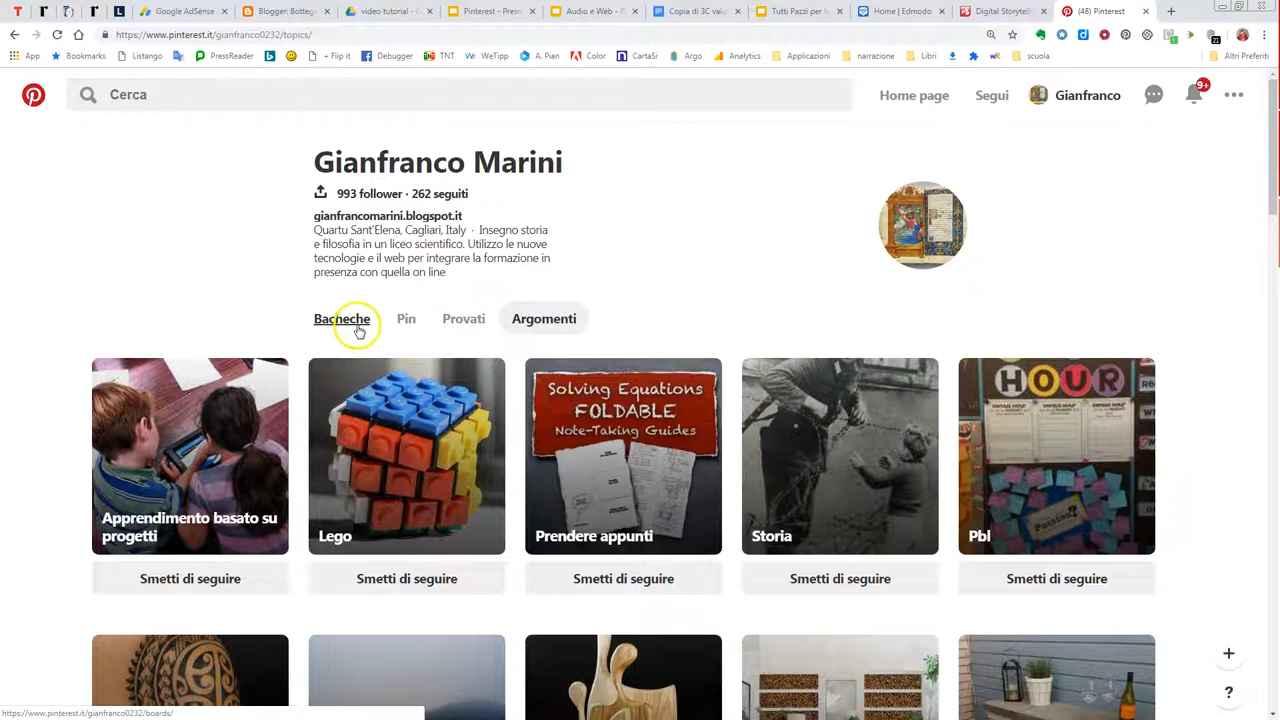 Google AdSense
Blogger: Botteg
video tutorial -
Pinterest - Prese
Audio e Web - Pa
Copia di 3C valu
Tutti Pazzi per l
Home | Edmodo
Digital Storytell
(48) Pinterest
https://www.pinterest.it/gianfranco0232/topics/
App
Bookmarks
Listango
PressReader
+ Flip it
Debugger
TNT
WeTipp
A. Pian
Color
CartaSi
Argo
Analytics
Applicazioni
narrazione
Libri
scuola
Altri Preferiti
Cerca
Home page
Segui
Gianfranco
9+
Gianfranco Marini
993 follower · 262 seguiti
gianfrancomarini.blogspot.it
Quartu Sant'Elena, Cagliari, Italy · Insegno storia
e filosofia in un liceo scientifico. Utilizzo le nuove
tecnologie e il web per integrare la formazione in
presenza con quella on line
Bacheche
Pin
Provati
Argomenti
Solving Equations
FOLDABLE
Note-Taking Guides
HOUR
Passion?
Apprendimento basato su
progetti
Lego
Prendere appunti
Storia
Pbl
Smetti di seguire
Smetti di seguire
Smetti di seguire
Smetti di seguire
Smetti di seguire
+
?
https://www.pinterest.it/gianfranco0232/boards/